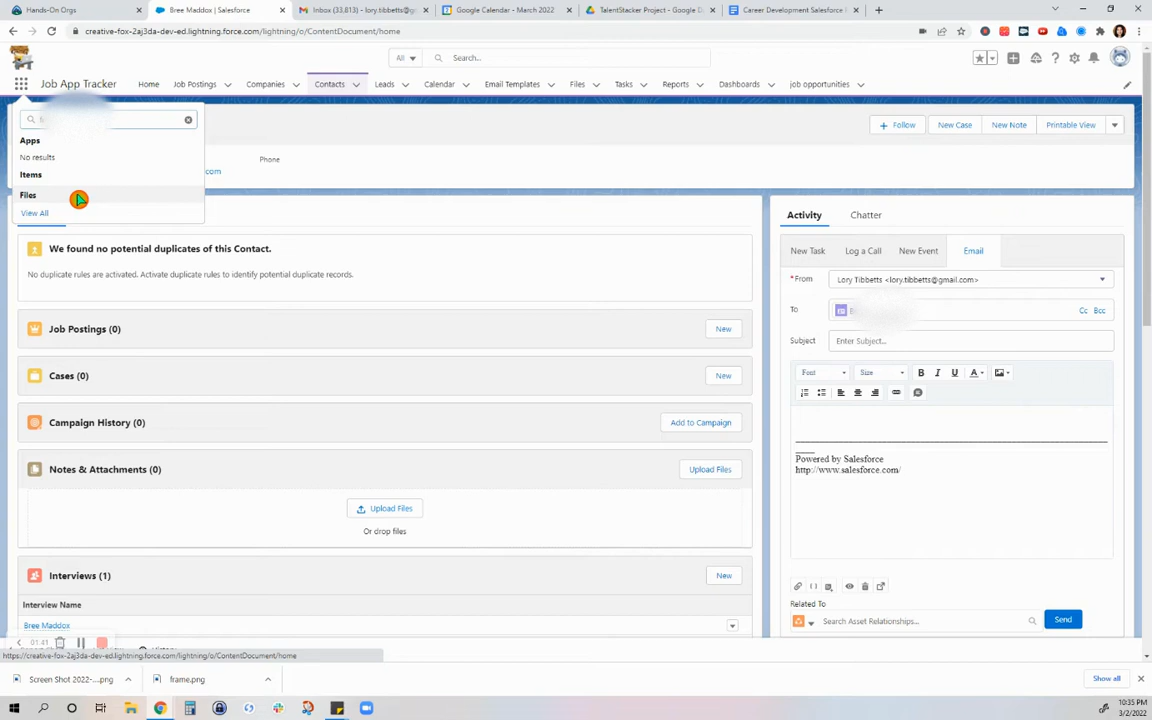 Hands-On Orgs
Bree Maddox | Salesforce
Inbox (33,813) - lory.tibbetts@g
Google Calendar - March 2022
TalentStacker Project - Google D
Career Development Salesforce
creative-fox-2aj3da-dev-ed.lightning.force.com/lightning/o/ContentDocument/home
All
Search...
Job App Tracker
Home
Job Postings
Companies
Contacts
Leads
Calendar
Email Templates
Files
Tasks
Reports
Dashboards
job opportunities
Apps
No results
Items
Files
View All
Phone
com
Follow
New Case
New Note
Printable View
We found no potential duplicates of this Contact.
No duplicate rules are activated. Activate duplicate rules to identify potential duplicate records.
Job Postings (0)
New
Cases (0)
New
Campaign History (0)
Add to Campaign
Notes & Attachments (0)
Upload Files
Upload Files
Or drop files
Interviews (1)
New
Interview Name
Bree Maddox
Activity
Chatter
New Task
Log a Call
New Event
Email
*From
Lory Tibbetts <lory.tibbetts@gmail.com>
To
Cc
Bcc
Subject
Enter Subject...
Font
Size
B
I
U
A
Powered by Salesforce
http://www.salesforce.com/
Related To
Search Asset Relationships...
Send
01:41
https://creative-fox-2aj3da-dev-ed.lightning.force.com/lightning/o/ContentDocument/home
Screen Shot 2022-....png
frame.png
Show all
10:35 PM
3/2/2022